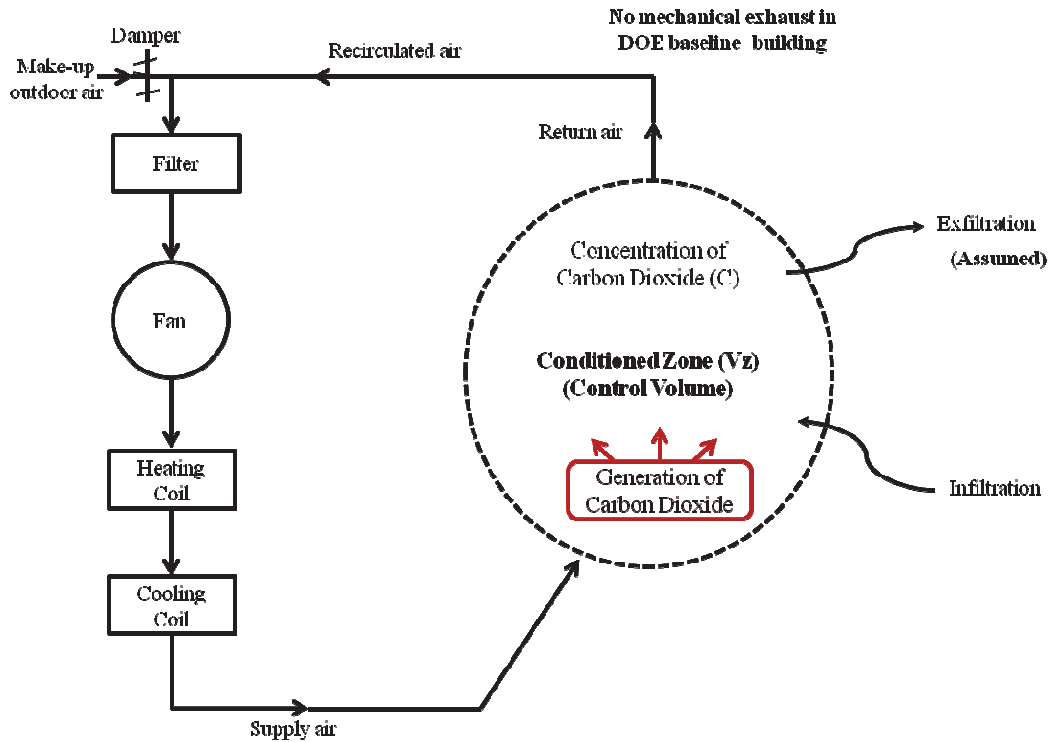 No mechanical exhaust in
DOE baseline building
Damper
Recirculated air
Make-up
outdoor air
Return air
Filter
Concentration of
Carbon Dioxide (C)
Exfiltration
(Assumed)
Fan
Conditioned Zone (Vz)
(Control Volume)
Heating
Coil
Generation of
Carbon Dioxide
Infiltration
Cooling
Coil
Supply air